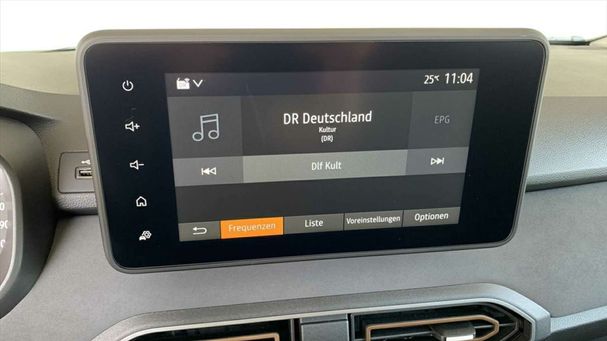 25°C 11:04
DR Deutschland
Kultur
(DR)
EPG
Dlf Kult
Frequenzen
Liste
Voreinstellungen
Optionen